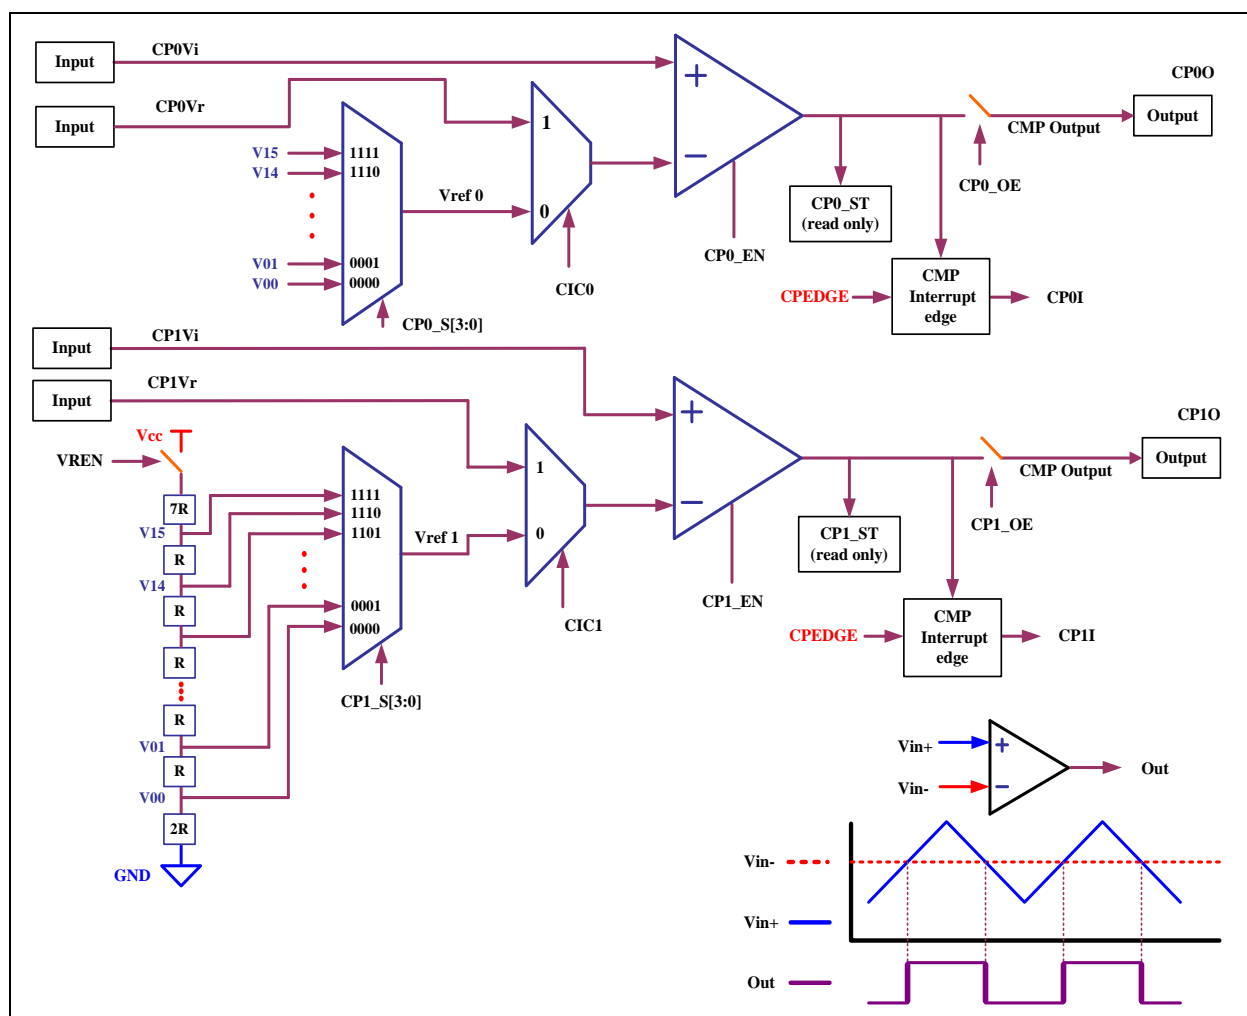 Input
CP0Vi
CP0O
Input
CP0Vr
+
1
Output
CMP Output
V15
1111
V14
1110
−
CP0_OE
Vref 0
0
CP0_ST
(read only)
V01
0001
V00
0000
CP0_EN
CIC0
CPEDGE
CMP
Interrupt
edge
CP0I
CP0_S[3:0]
Input
CP1Vi
Input
CP1Vr
+
CP1O
Vcc
VREN
1
Output
CMP Output
7R
1111
1110
1101
−
CP1_OE
V15
Vref 1
0
CP1_ST
(read only)
R
V14
R
0001
0000
CP1_EN
CIC1
CPEDGE
CMP
Interrupt
edge
CP1I
R
CP1_S[3:0]
R
V01
R
V00
2R
GND
Vin+
+
Out
Vin-
−
Vin-
Vin+
Out